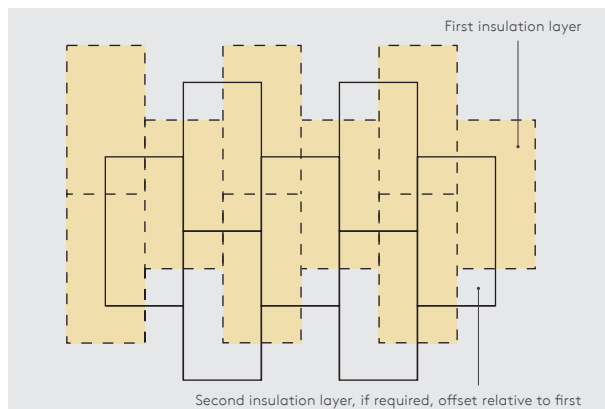 First insulation layer
Second insulation layer, if required, offset relative to first